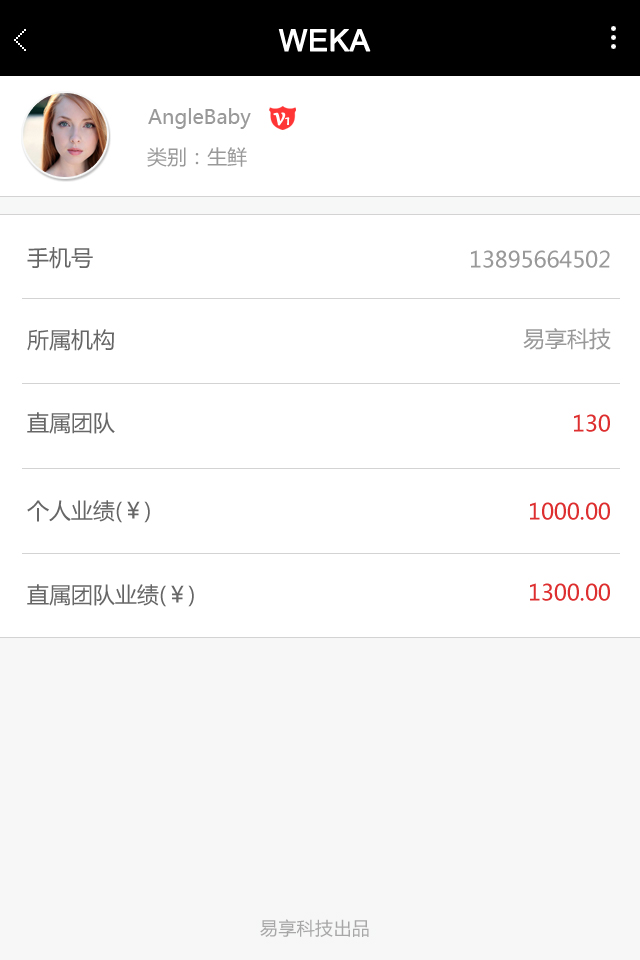 WEKA
AngleBaby V1
类别：生鲜
手机号 13895664502
所属机构 易享科技
直属团队 130
个人业绩(￥) 1000.00
直属团队业绩(￥) 1300.00
易享科技出品